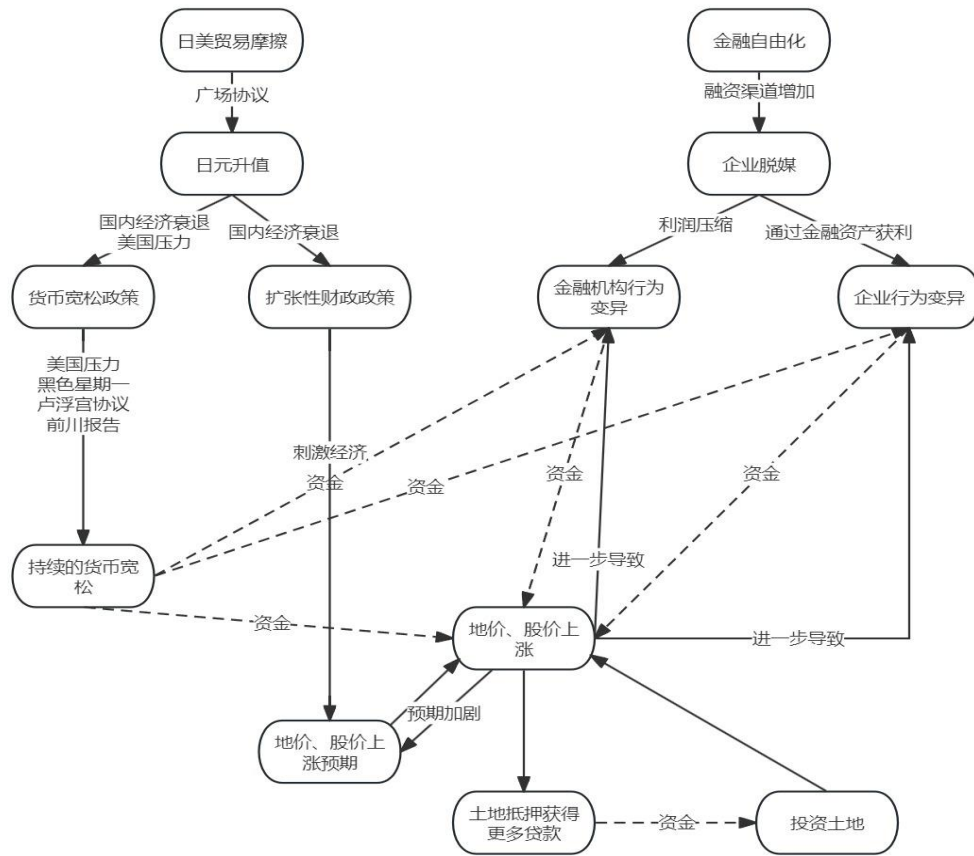 日美贸易摩擦
金融自由化
广场协议
融资渠道增加
日元升值
企业脱媒
国内经济衰退
美国压力
国内经济衰退
利润压缩
通过金融资产获利
货币宽松政策
扩张性财政政策
金融机构行为
变异
企业行为变异
美国压力
黑色星期一
卢浮宫协议
前川报告
刺激经济
资金
资金
资金
资金
持续的货币宽
松
进一步导致
资金
地价、股价上
涨
进一步导致
预期加剧
地价、股价上
涨预期
土地抵押获得
更多贷款
资金
投资土地